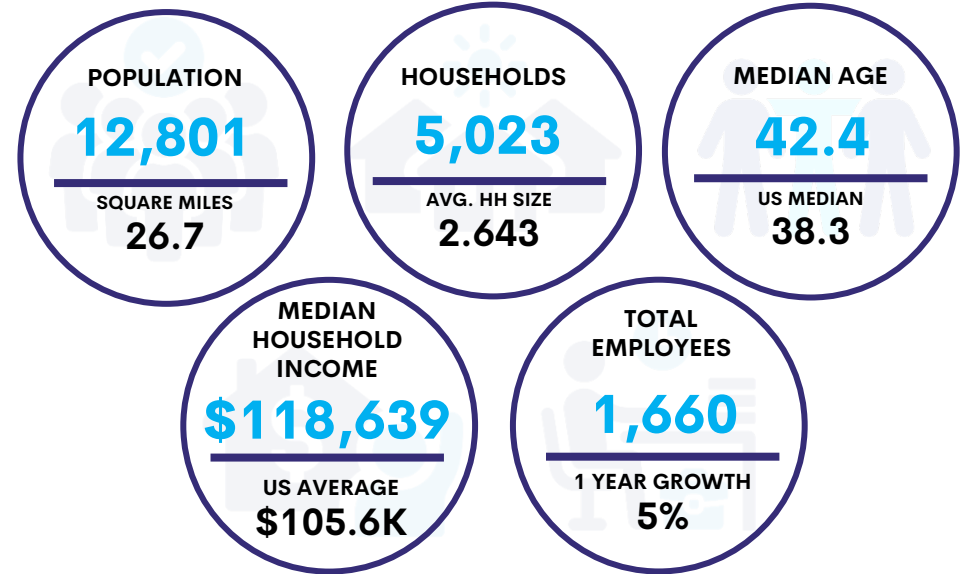 POPULATION
12,801
SQUARE MILES
26.7
HOUSEHOLDS
5,023
AVG. HH SIZE
2.643
MEDIAN AGE
42.4
US MEDIAN
38.3
MEDIAN
HOUSEHOLD
INCOME
$118,639
US AVERAGE
$105.6K
TOTAL
EMPLOYEES
1,660
1 YEAR GROWTH
5%